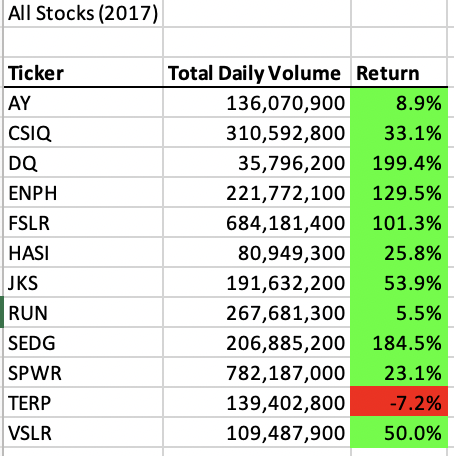 All Stocks (2017)
Ticker Total Daily Volume Return
AY 136,070,900 8.9%
CSIQ 310,592,800 33.1%
DQ 35,796,200 199.4%
ENPH 221,772,100 129.5%
FSLR 684,181,400 101.3%
HASI 80,949,300 25.8%
JKS 191,632,200 53.9%
RUN 267,681,300 5.5%
SEDG 206,885,200 184.5%
SPWR 782,187,000 23.1%
TERP 139,402,800 -7.2%
VSLR 109,487,900 50.0%